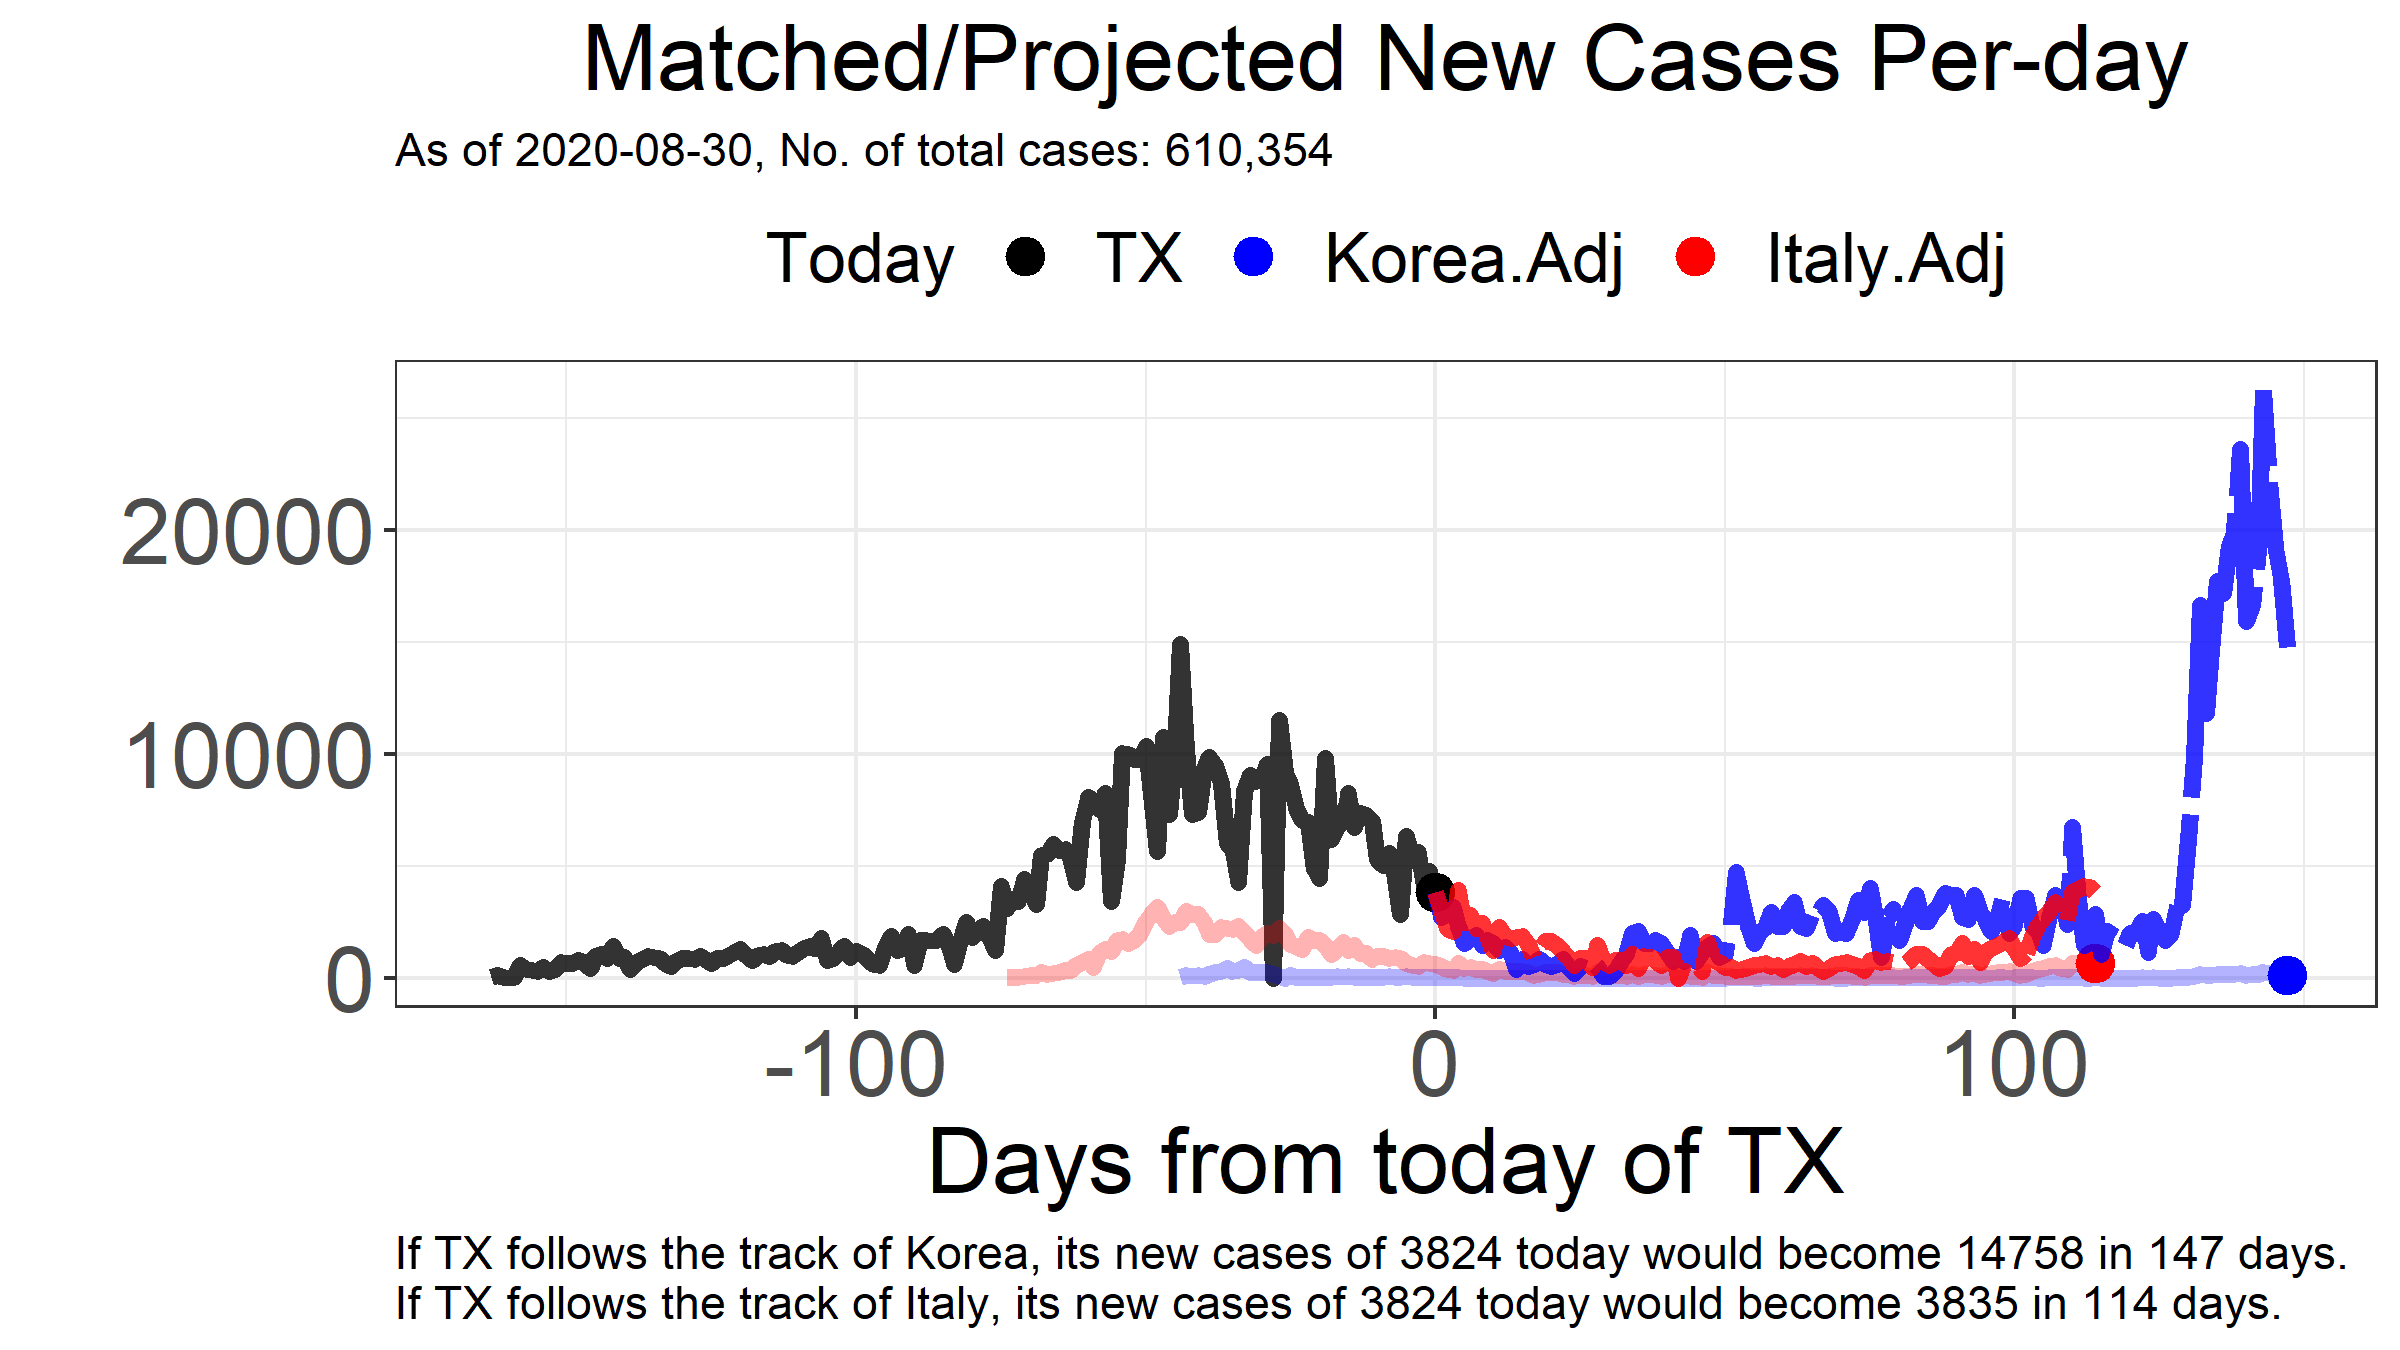 Matched/Projected New Cases Per-day
As of 2020-08-30, No. of total cases: 610,354
Today TX Korea.Adj Italy.Adj
20000
10000
0
-100 0 100
Days from today of TX
If TX follows the track of Korea, its new cases of 3824 today would become 14758 in 147 days.
If TX follows the track of Italy, its new cases of 3824 today would become 3835 in 114 days.